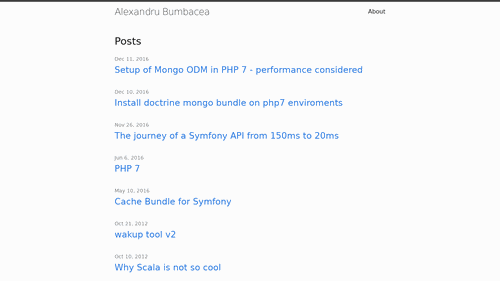 Alexandru Bumbacea
About
Posts
Dec 11, 2016
Setup of Mongo ODM in PHP 7 - performance considered
Dec 10, 2016
Install doctrine mongo bundle on php7 enviroments
Nov 26, 2016
The journey of a Symfony API from 150ms to 20ms
Jun 6, 2016
PHP 7
May 10, 2016
Cache Bundle for Symfony
Oct 21, 2012
wakup tool v2
Oct 10, 2012
Why Scala is not so cool